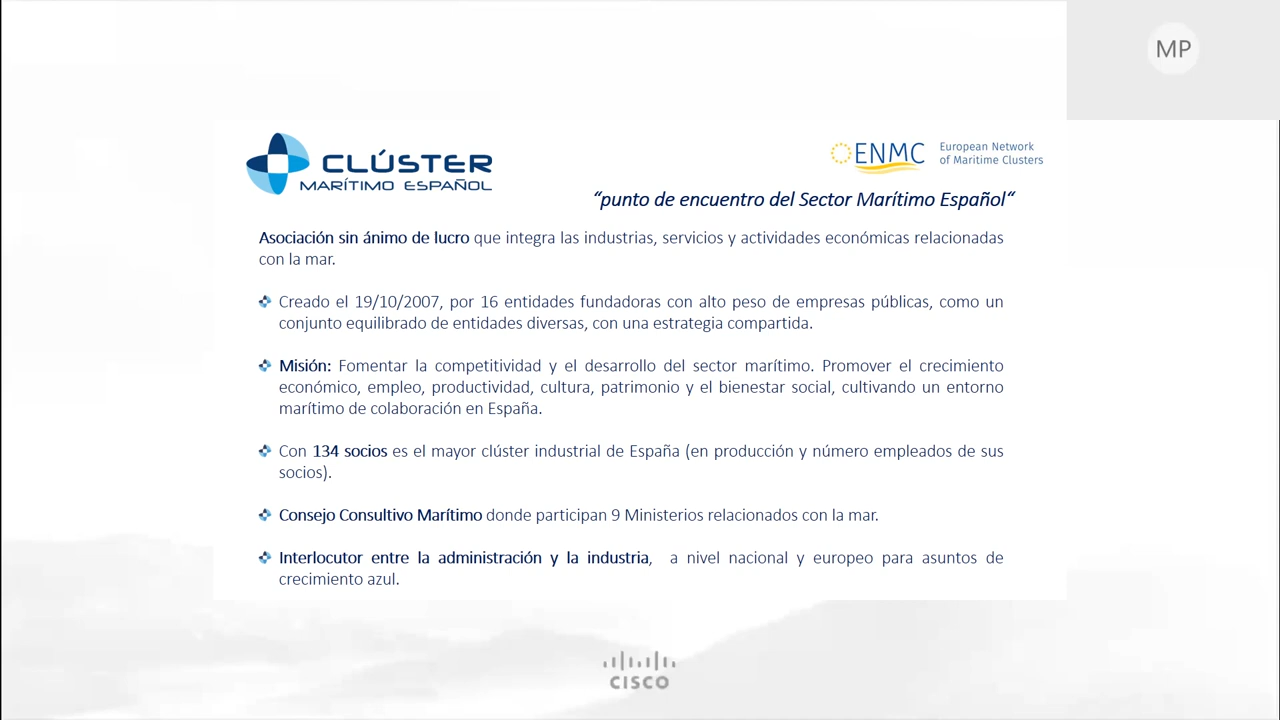 MP
CLÚSTER
MARÍTIMO ESPAÑOL
ENMC
European Network
of Maritime Clusters
“punto de encuentro del Sector Marítimo Español“
Asociación sin ánimo de lucro que integra las industrias, servicios y actividades económicas relacionadas
con la mar.
Creado el 19/10/2007, por 16 entidades fundadoras con alto peso de empresas públicas, como un
conjunto equilibrado de entidades diversas, con una estrategia compartida.
Misión: Fomentar la competitividad y el desarrollo del sector marítimo. Promover el crecimiento
económico, empleo, productividad, cultura, patrimonio y el bienestar social, cultivando un entorno
marítimo de colaboración en España.
Con 134 socios es el mayor clúster industrial de España (en producción y número empleados de sus
socios).
Consejo Consultivo Marítimo donde participan 9 Ministerios relacionados con la mar.
Interlocutor entre la administración y la industria, a nivel nacional y europeo para asuntos de
crecimiento azul.
CISCO